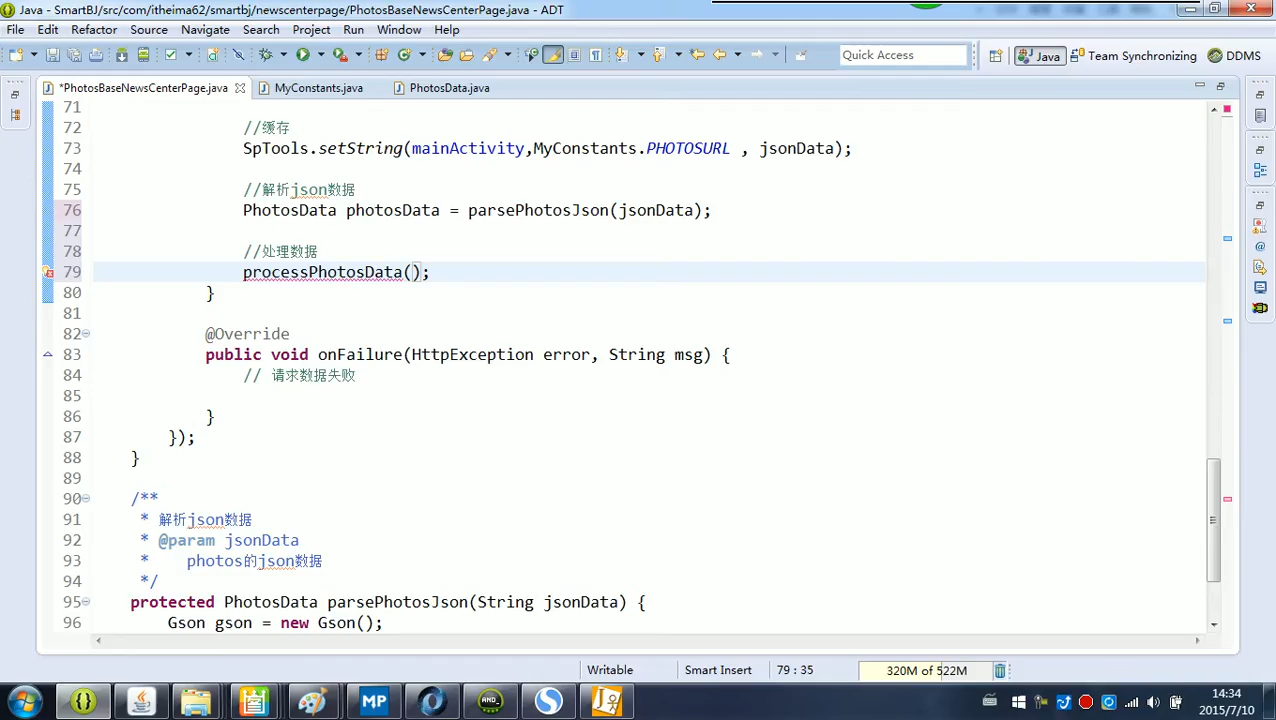 Java - SmartBJ/src/com/itheima62/smartbj/newscenterpage/PhotosBaseNewsCenterPage.java - ADT
File Edit Refactor Source Navigate Search Project Run Window Help
Quick Access Java Team Synchronizing DDMS
*PhotosBaseNewsCenterPage.java MyConstants.java PhotosData.java
71
72 //缓存
73 SpTools.setString(mainActivity,MyConstants.PHOTOSURL , jsonData);
74
75 //解析json数据
76 PhotosData photosData = parsePhotosJson(jsonData);
77
78 //处理数据
79 processPhotosData();
80 }
81
82 @Override
83 public void onFailure(HttpException error, String msg) {
84 // 请求数据失败
85
86 }
87 });
88 }
89
90 /**
91 * 解析json数据
92 * @param jsonData
93 * photos的json数据
94 */
95 protected PhotosData parsePhotosJson(String jsonData) {
96 Gson gson = new Gson();
Writable Smart Insert 79 : 35 320M of 522M
MP
14:34
2015/7/10